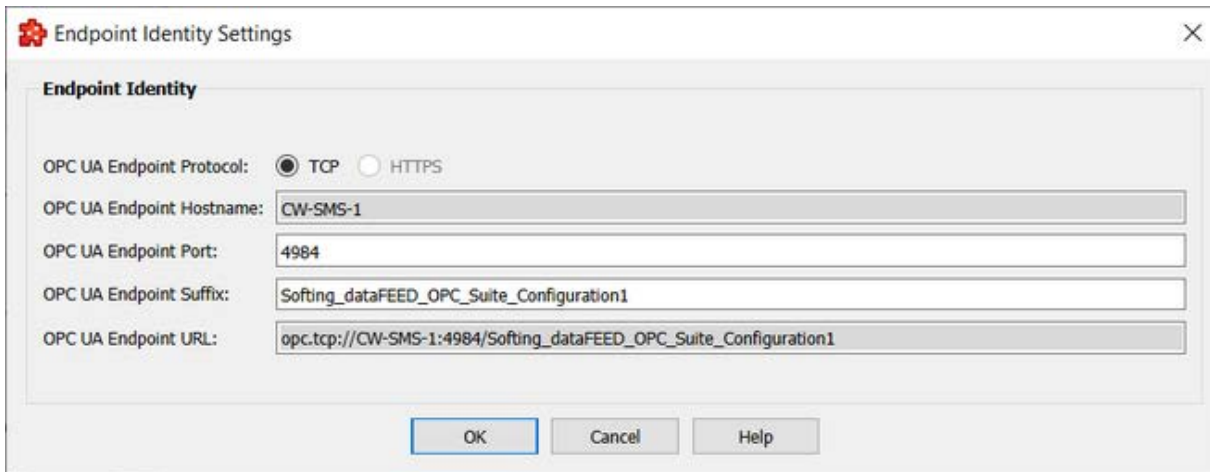 Endpoint Identity Settings
Endpoint Identity
OPC UA Endpoint Protocol: TCP HTTPS
OPC UA Endpoint Hostname: CW-SMS-1
OPC UA Endpoint Port: 4984
OPC UA Endpoint Suffix: Softing_dataFEED_OPC_Suite_Configuration1
OPC UA Endpoint URL: opc.tcp://CW-SMS-1:4984/Softing_dataFEED_OPC_Suite_Configuration1
OK Cancel Help